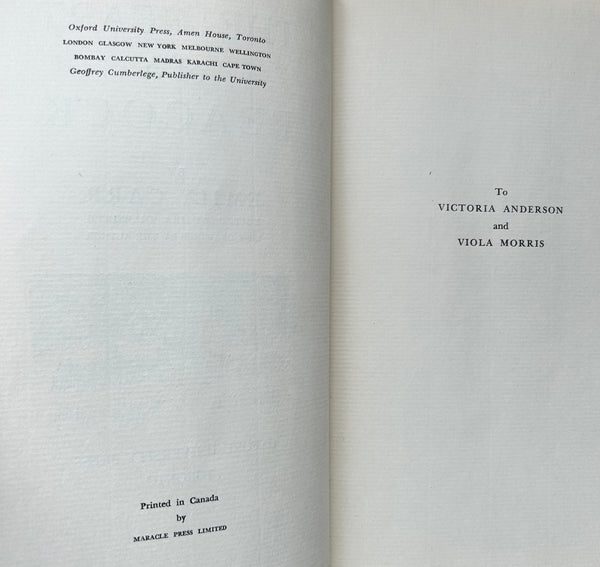 Oxford University Press, Amen House, Toronto
LONDON GLASGOW NEW YORK MELBOURNE WELLINGTON
BOMBAY CALCUTTA MADRAS KARACHI CAPE TOWN
Geoffrey Cumberlege, Publisher to the University
Printed in Canada
by
MARACLE PRESS LIMITED
To
VICTORIA ANDERSON
and
VIOLA MORRIS